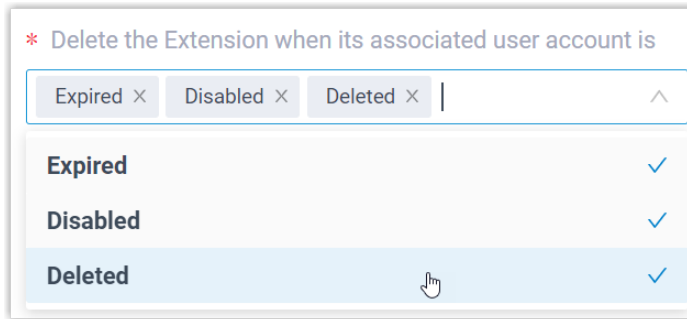 * Delete the Extension when its associated user account is
Expired × Disabled × Deleted ×
Expired
Disabled
Deleted